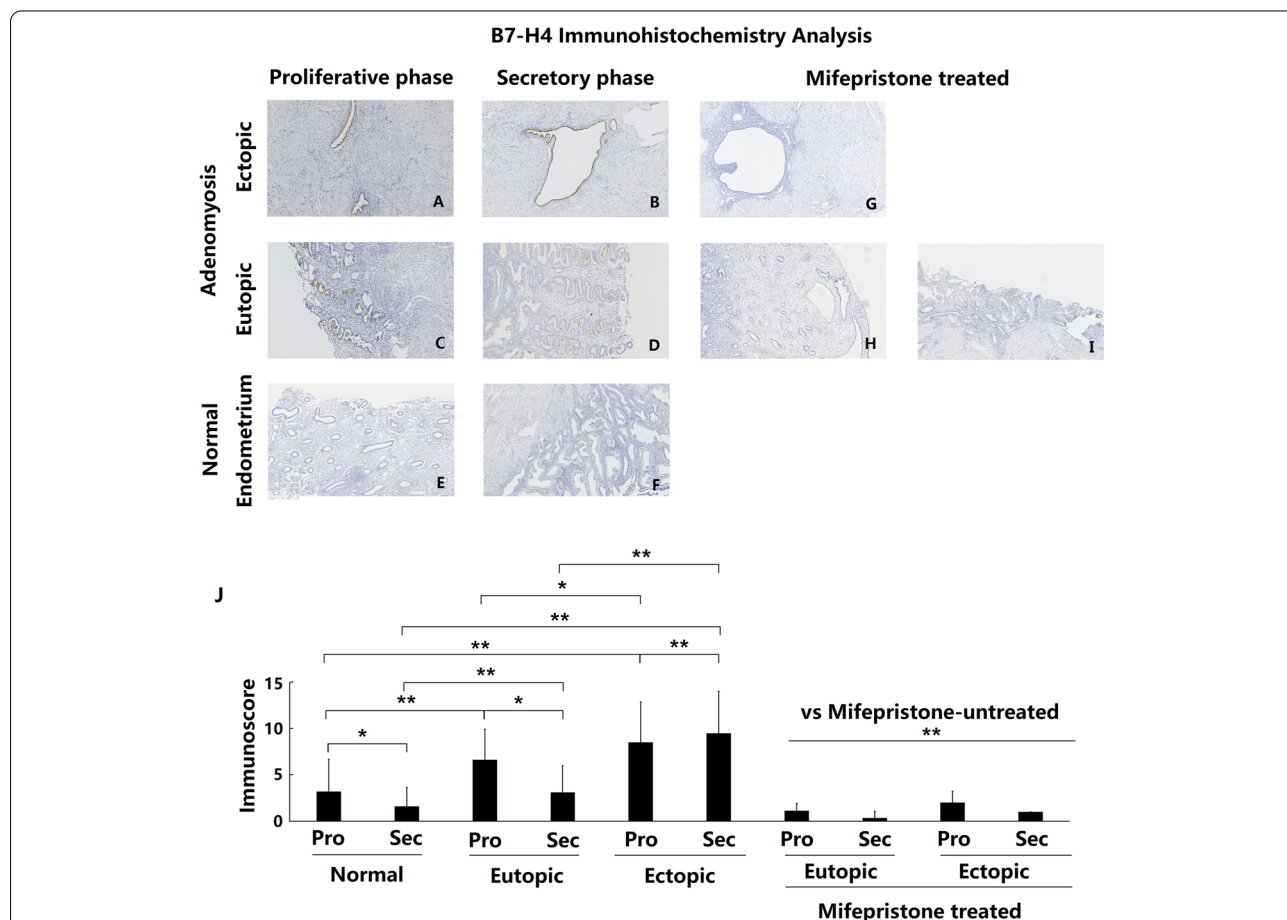 B7-H4 Immunohistochemistry Analysis
Proliferative phase
Secretory phase
Mifepristone treated
Adenomyosis
Ectopic
A
B
G
Eutopic
C
D
H
I
Normal
Endometrium
E
F
J
**
*
**
** **
**
** *
*
vs Mifepristone-untreated
**
Immunoscore
15
10
5
0
Pro Sec Pro Sec Pro Sec Pro Sec Pro Sec
Normal Eutopic Ectopic Eutopic Ectopic
Mifepristone treated